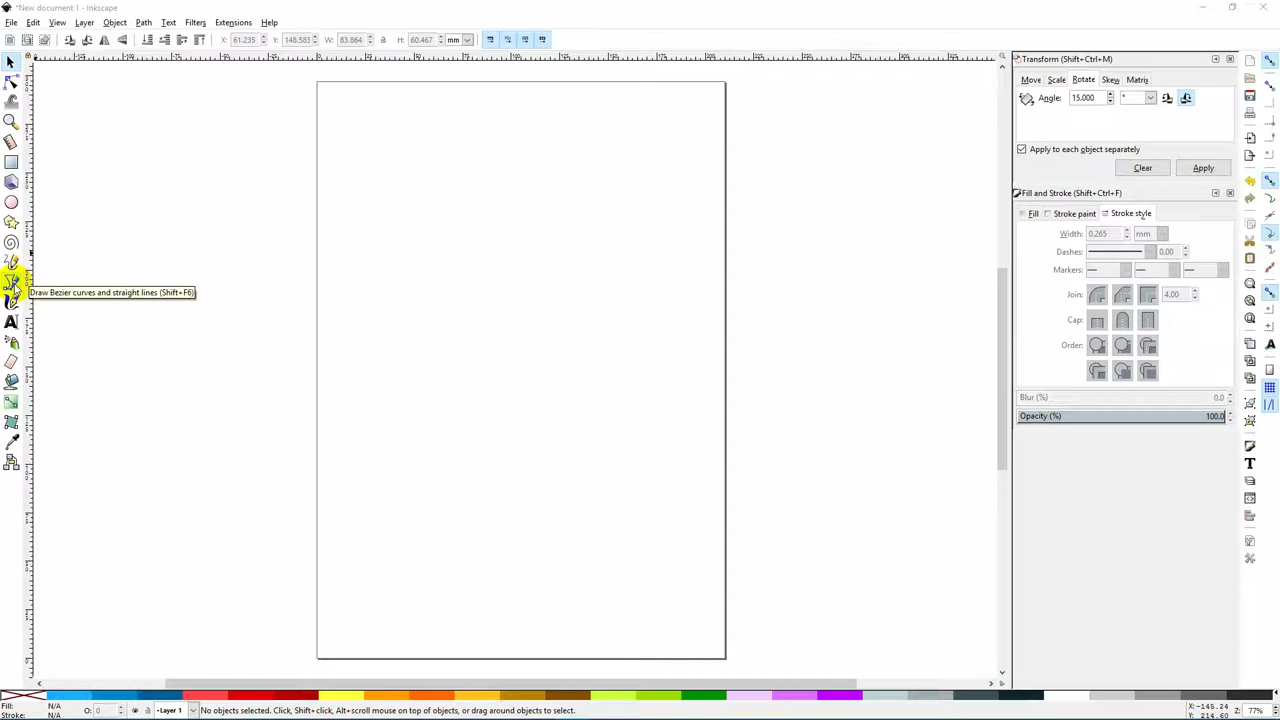 *New document 1 - Inkscape
File Edit View Layer Object Path Text Filters Extensions Help
X: 61.235 Y: 148.583 W: 83.864 H: 60.467 mm
Transform (Shift+Ctrl+M)
Move Scale Rotate Skew Matrix
Angle: 15.000 °
Apply to each object separately
Clear Apply
Fill and Stroke (Shift+Ctrl+F)
Fill Stroke paint Stroke style
Width: 0.265 mm
Dashes: 0.00
Markers:
Join: 4.00
Cap:
Order:
Blur (%) 0.0
Opacity (%) 100.0
Draw Bezier curves and straight lines (Shift+F6)
Fill: N/A
Stroke: N/A
O: 0
Layer 1
No objects selected. Click, Shift+click, Alt+scroll mouse on top of objects, or drag around objects to select.
X: -145.24
Y: 214.60
Z: 77%